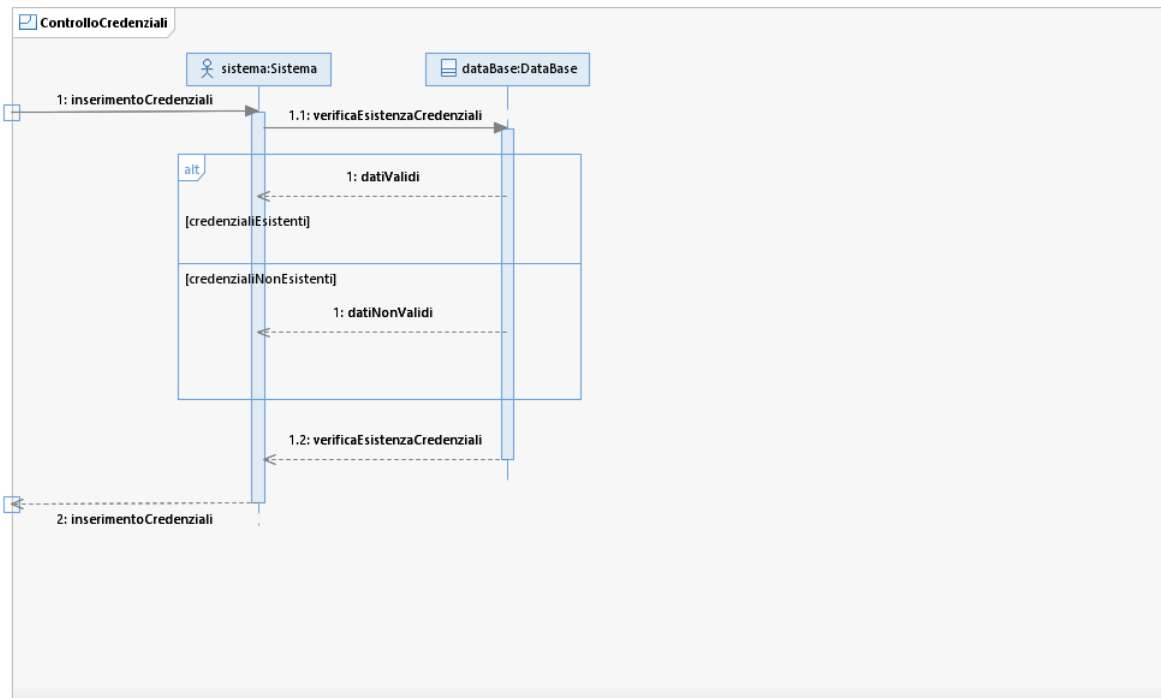 ControlloCredenziali
sistema:Sistema
dataBase:DataBase
1: inserimentoCredenziali
1.1: verificaEsistenzaCredenziali
alt
1: datiValidi
[credenzialiEsistenti]
[credenzialiNonEsistenti]
1: datiNonValidi
1.2: verificaEsistenzaCredenziali
2: inserimentoCredenziali